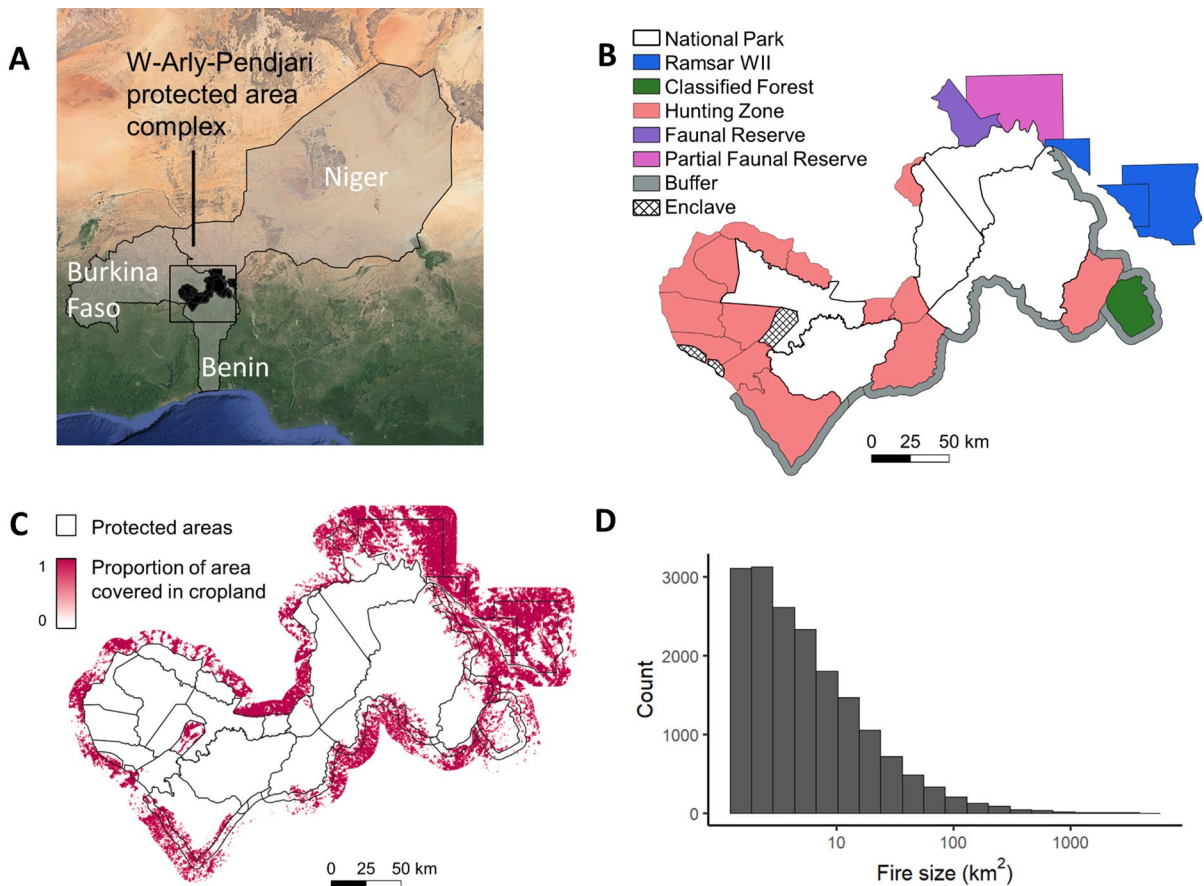 A
W-Arly-Pendjari
protected area
complex
Niger
Burkina
Faso
Benin
B
National Park
Ramsar WII
Classified Forest
Hunting Zone
Faunal Reserve
Partial Faunal Reserve
Buffer
Enclave
0 25 50 km
C
Protected areas
1
Proportion of area
covered in cropland
0
0 25 50 km
D
3000
2000
1000
0
Count
10 100 1000
Fire size (km²)